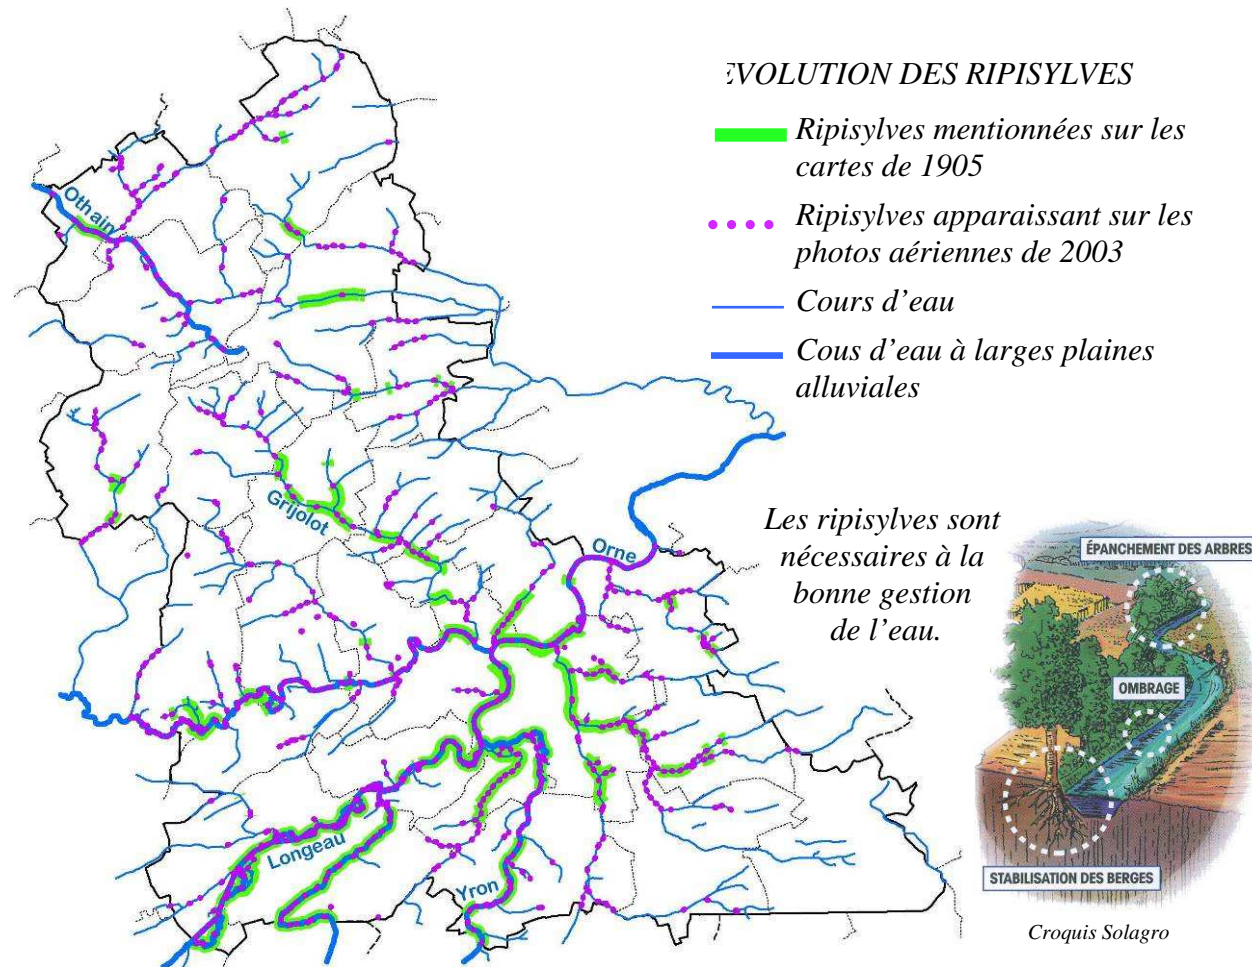 EVOLUTION DES RIPISYLVES
Ripisylves mentionnées sur les
cartes de 1905
Ripisylves apparaissant sur les
photos aériennes de 2003
Cours d'eau
Cous d'eau à larges plaines
alluviales
Othain
Grijolot
Orne
Longeau
Yron
Les ripisylves sont
nécessaires à la
bonne gestion
de l'eau.
ÉPANCHEMENT DES ARBRES
OMBRAGE
STABILISATION DES BERGES
Croquis Solagro